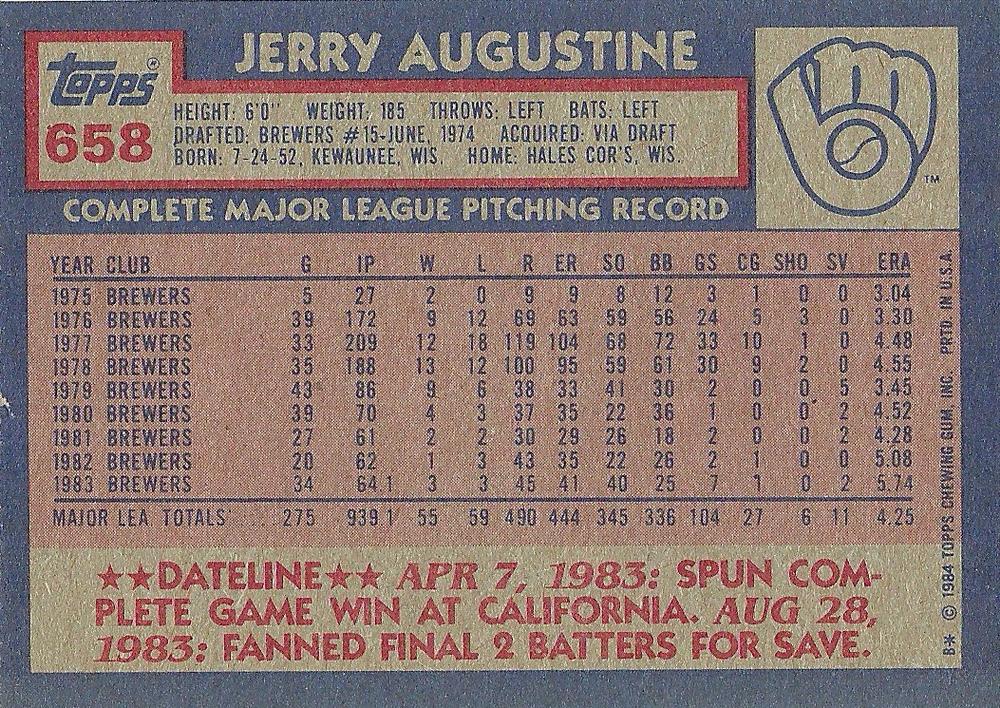 JERRY AUGUSTINE
TOPPS®
658
HEIGHT: 6'0" WEIGHT: 185 THROWS: LEFT BATS: LEFT
DRAFTED: BREWERS #15-JUNE, 1974 ACQUIRED: VIA DRAFT
BORN: 7-24-52, KEWAUNEE, WIS. HOME: HALES COR'S, WIS.
TM
COMPLETE MAJOR LEAGUE PITCHING RECORD
YEAR CLUB G IP W L R ER SO BB GS CG SHO SV ERA
1975 BREWERS 5 27 2 0 9 9 8 12 3 1 0 0 3.04
1976 BREWERS 39 172 9 12 69 63 59 56 24 5 3 0 3.30
1977 BREWERS 33 209 12 18 119 104 68 72 33 10 1 0 4.48
1978 BREWERS 35 188 13 12 100 95 59 61 30 9 2 0 4.55
1979 BREWERS 43 86 9 6 38 33 41 30 2 0 0 5 3.45
1980 BREWERS 39 70 4 3 37 35 22 36 1 0 0 2 4.52
1981 BREWERS 27 61 2 2 30 29 26 18 2 0 0 2 4.28
1982 BREWERS 20 62 1 3 43 35 22 26 2 1 0 0 5.08
1983 BREWERS 34 64.1 3 3 45 41 40 25 7 1 0 2 5.74
MAJOR LEA. TOTALS 275 939.1 55 59 490 444 345 336 104 27 6 11 4.25
★★DATELINE★★ APR 7, 1983: SPUN COM-
PLETE GAME WIN AT CALIFORNIA. AUG 28,
1983: FANNED FINAL 2 BATTERS FOR SAVE.
B* © 1984 TOPPS CHEWING GUM, INC. PRTD. IN U.S.A.